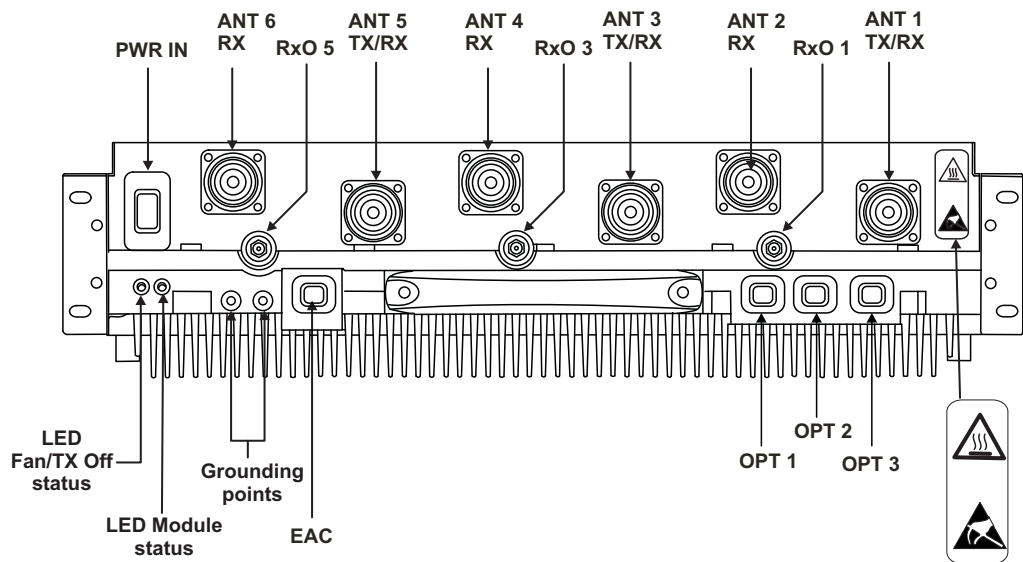 PWR IN
ANT 6
RX
RxO 5
ANT 5
TX/RX
ANT 4
RX
RxO 3
ANT 3
TX/RX
ANT 2
RX
RxO 1
ANT 1
TX/RX
LED
Fan/TX Off
status
LED Module
status
Grounding
points
EAC
OPT 1
OPT 2
OPT 3